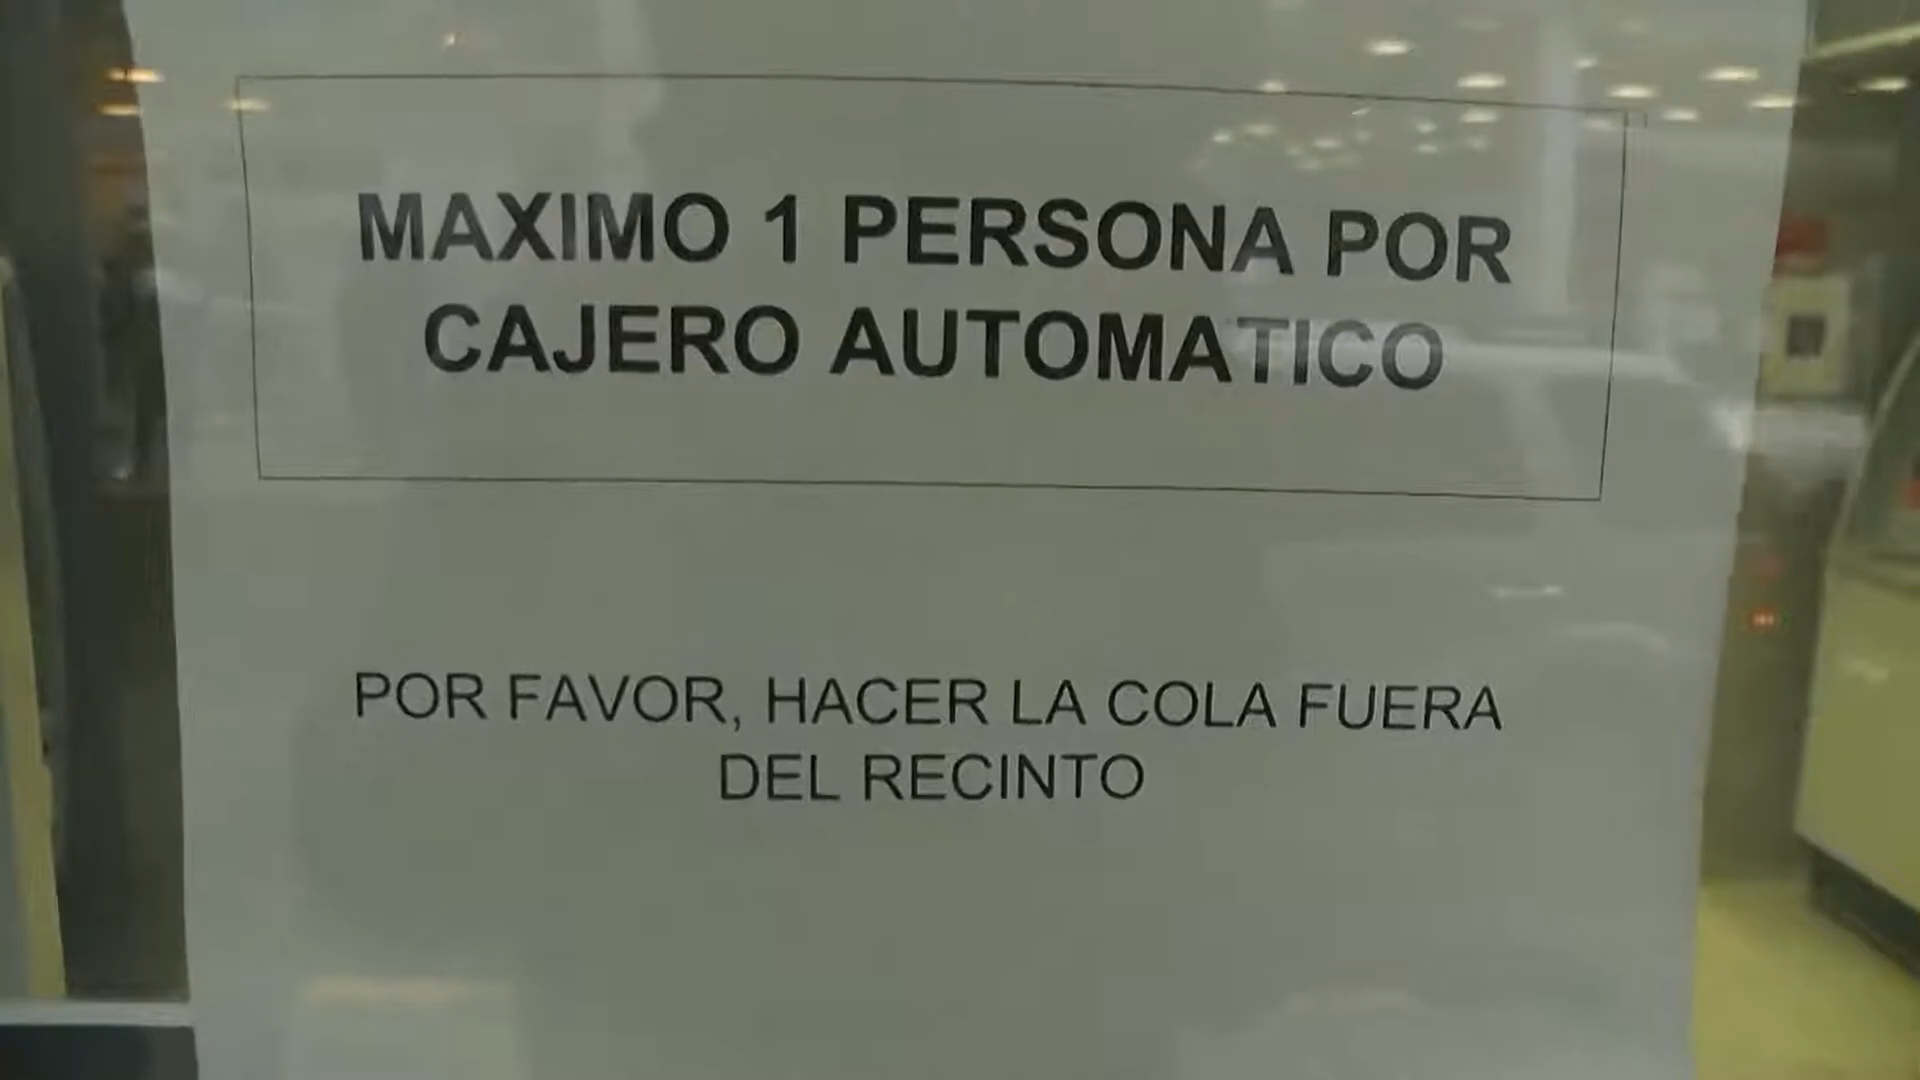 MAXIMO 1 PERSONA POR
CAJERO AUTOMATICO
POR FAVOR, HACER LA COLA FUERA
DEL RECINTO